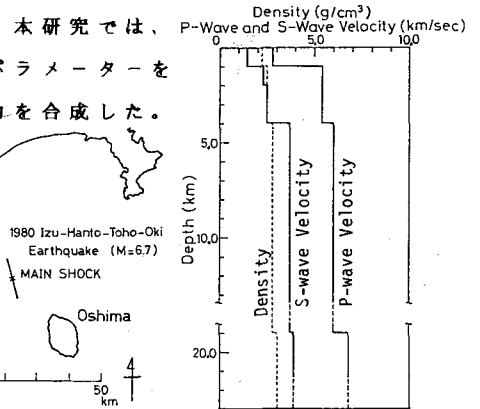 本研究では、
ラメーターを
を合成した。
Density (g/cm³)
P-Wave and S-Wave Velocity (km/sec)
0 5.0 10.0
5.0
10.0
20.0
Depth (km)
Density
S-wave Velocity
P-wave Velocity
1980 Izu-Hanto-Toho-Oki
Earthquake (M=6.7)
MAIN SHOCK
Oshima
50
km